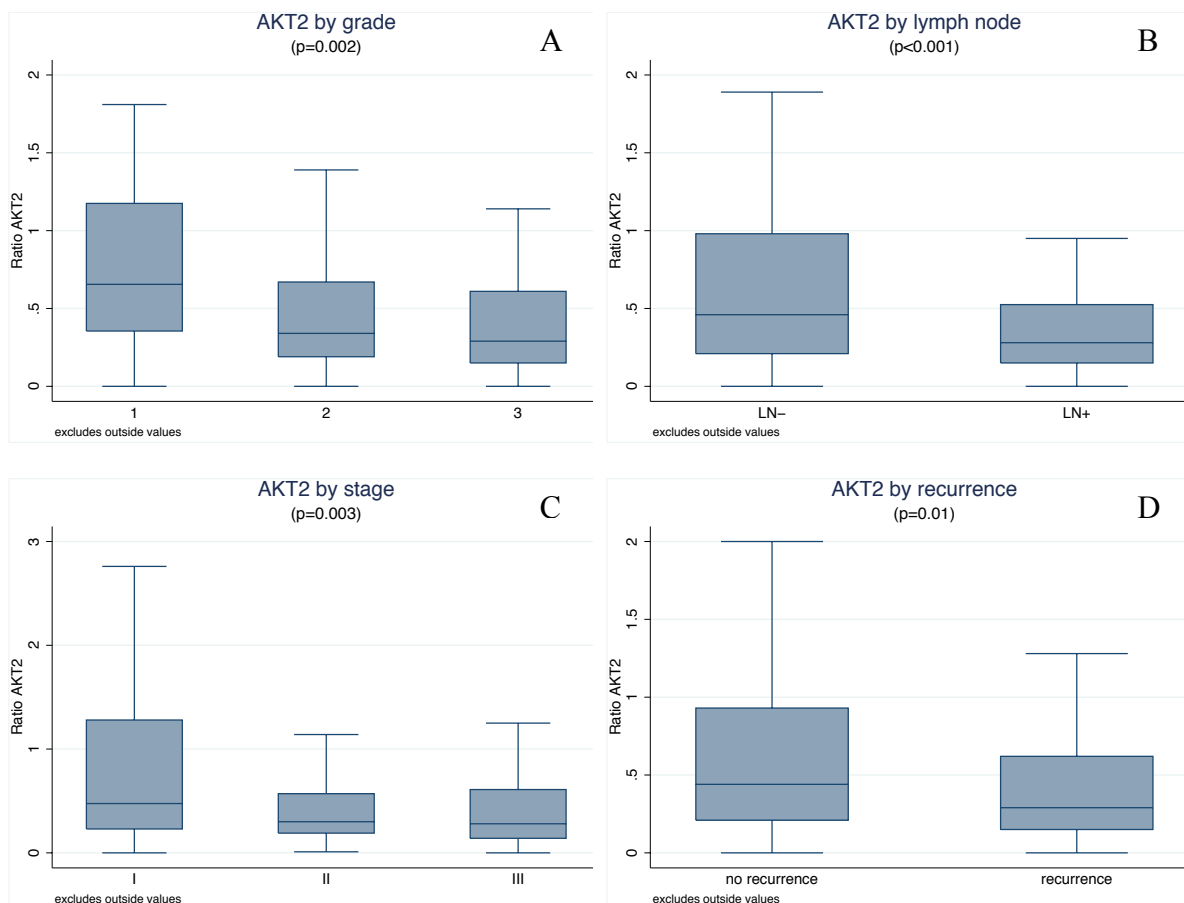 AKT2 by grade
(p=0.002)
A
Ratio AKT2
2
1.5
1
.5
0
1 2 3
excludes outside values
AKT2 by lymph node
(p<0.001)
B
Ratio AKT2
2
1.5
1
.5
0
LN− LN+
excludes outside values
AKT2 by stage
(p=0.003)
C
Ratio AKT2
3
2
1
0
I II III
excludes outside values
AKT2 by recurrence
(p=0.01)
D
Ratio AKT2
2
1.5
1
.5
0
no recurrence recurrence
excludes outside values